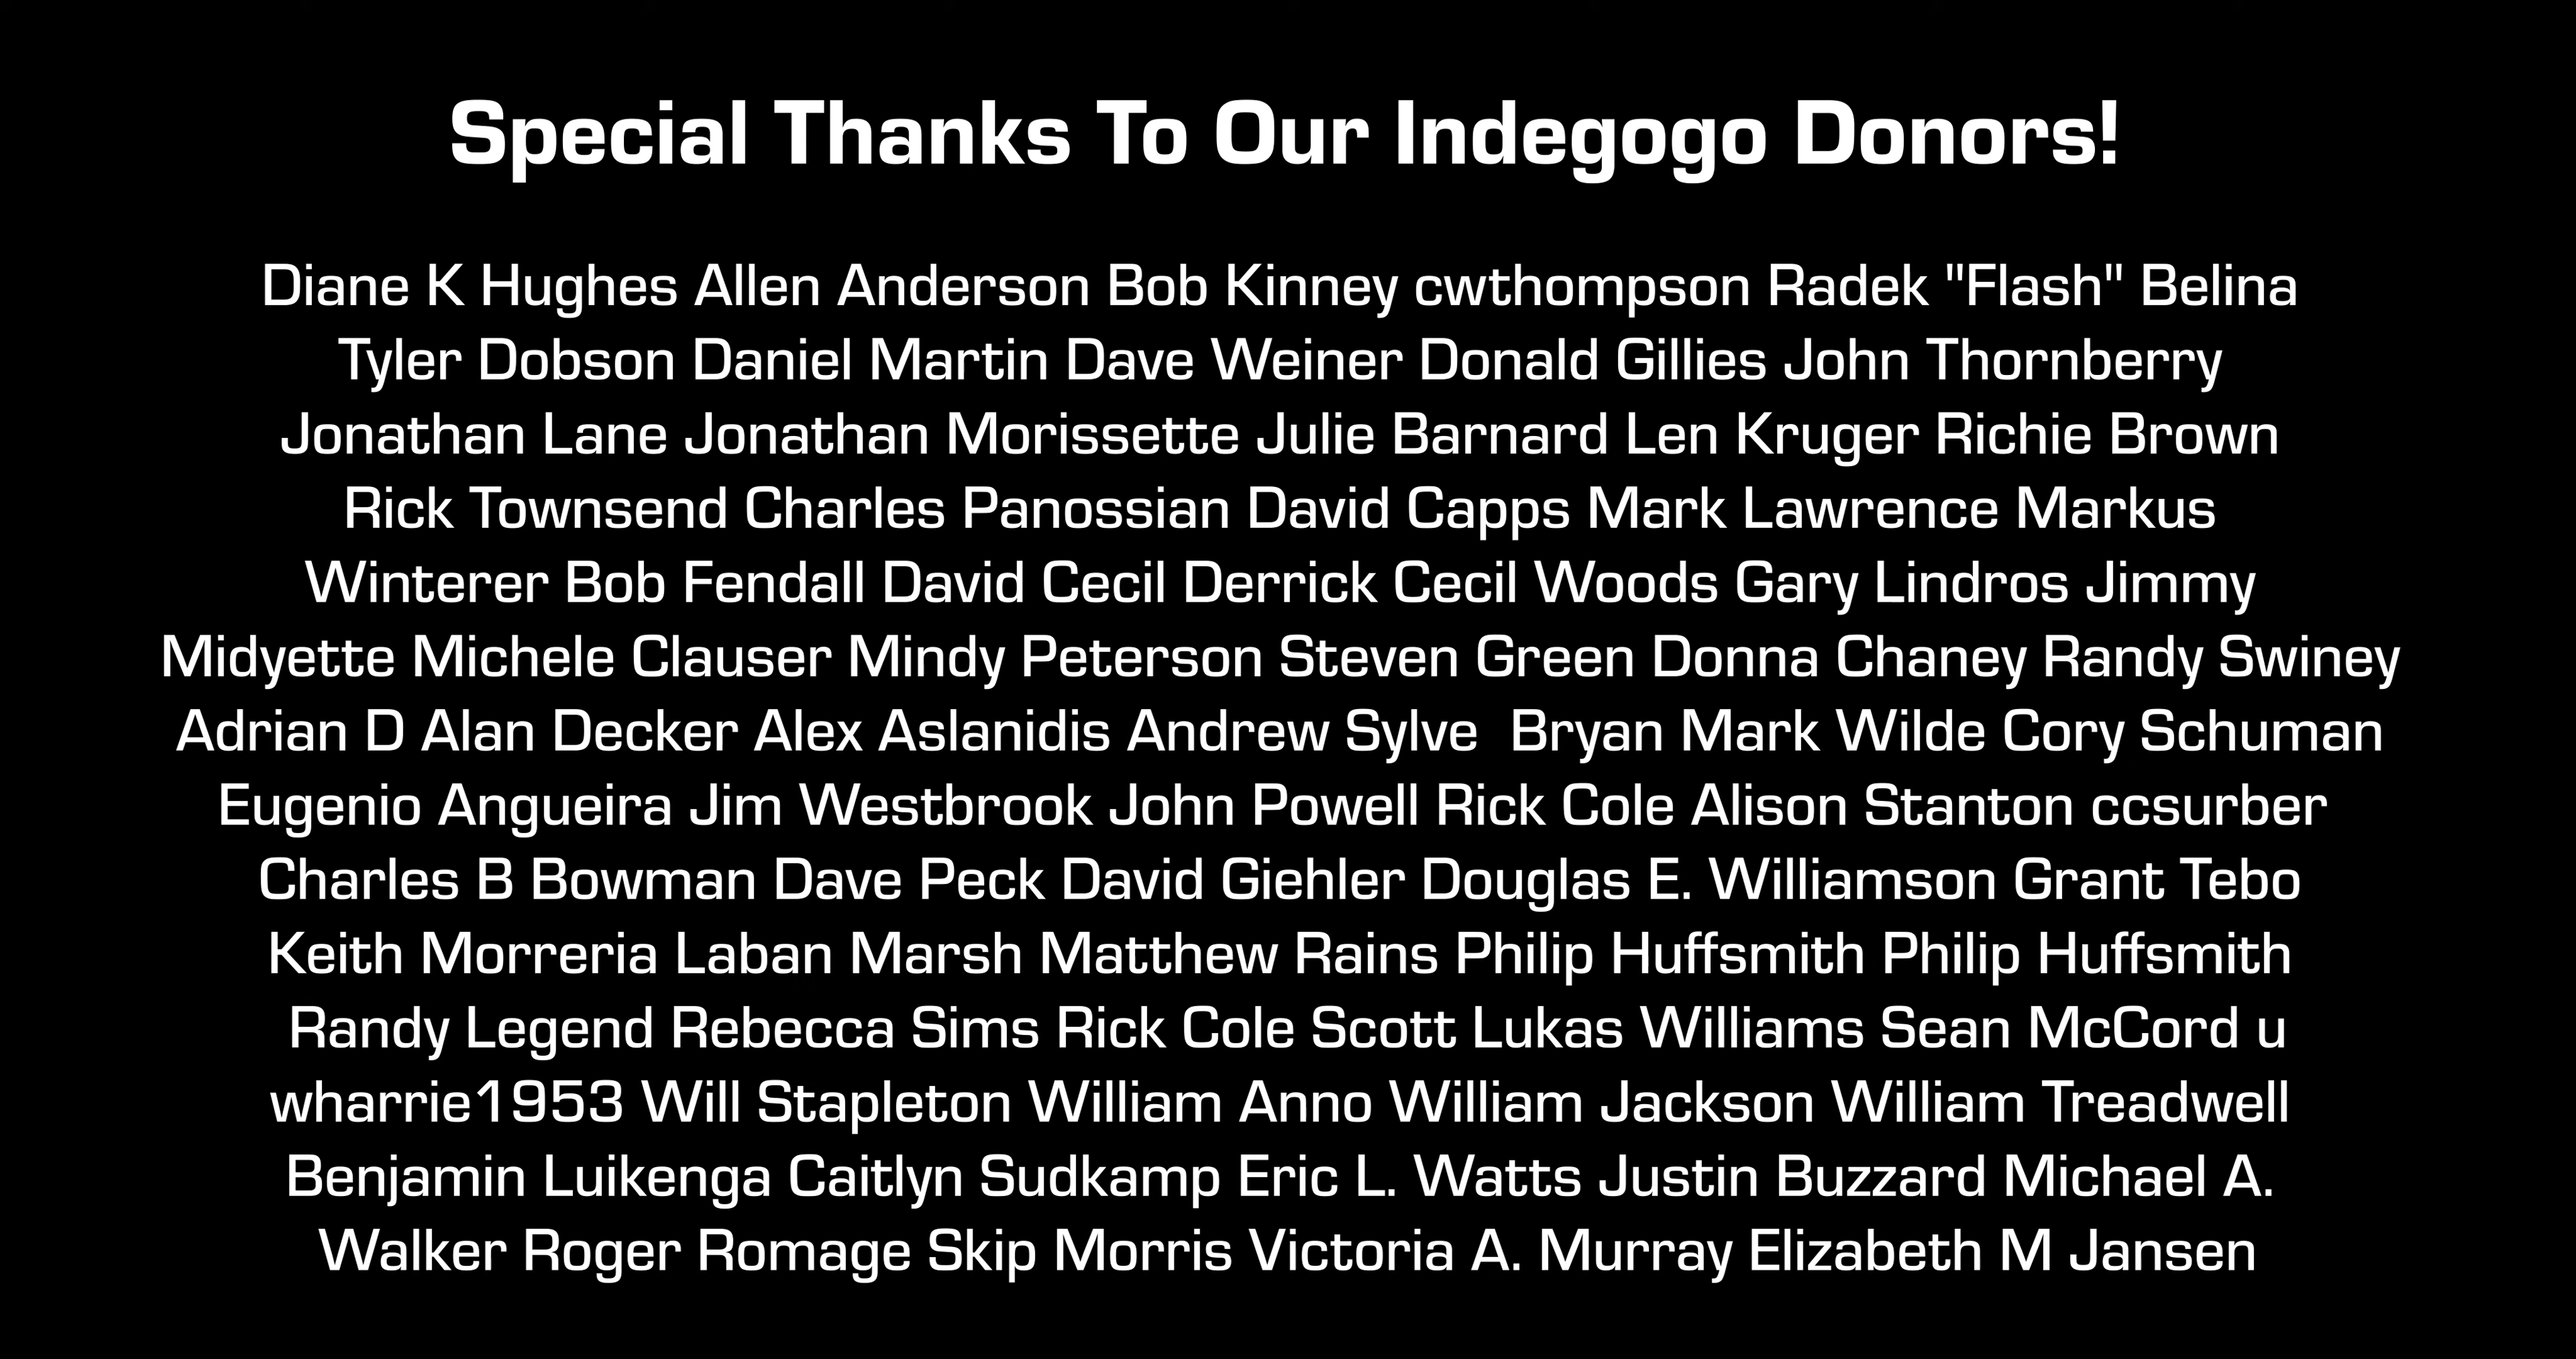 Special Thanks To Our Indegogo Donors!
Diane K Hughes Allen Anderson Bob Kinney cwthompson Radek "Flash" Belina
Tyler Dobson Daniel Martin Dave Weiner Donald Gillies John Thornberry
Jonathan Lane Jonathan Morissette Julie Barnard Len Kruger Richie Brown
Rick Townsend Charles Panossian David Capps Mark Lawrence Markus
Winterer Bob Fendall David Cecil Derrick Cecil Woods Gary Lindros Jimmy
Midyette Michele Clauser Mindy Peterson Steven Green Donna Chaney Randy Swiney
Adrian D Alan Decker Alex Aslanidis Andrew Sylve  Bryan Mark Wilde Cory Schuman
Eugenio Angueira Jim Westbrook John Powell Rick Cole Alison Stanton ccsurber
Charles B Bowman Dave Peck David Giehler Douglas E. Williamson Grant Tebo
Keith Morreria Laban Marsh Matthew Rains Philip Huffsmith Philip Huffsmith
Randy Legend Rebecca Sims Rick Cole Scott Lukas Williams Sean McCord u
wharrie1953 Will Stapleton William Anno William Jackson William Treadwell
Benjamin Luikenga Caitlyn Sudkamp Eric L. Watts Justin Buzzard Michael A.
Walker Roger Romage Skip Morris Victoria A. Murray Elizabeth M Jansen